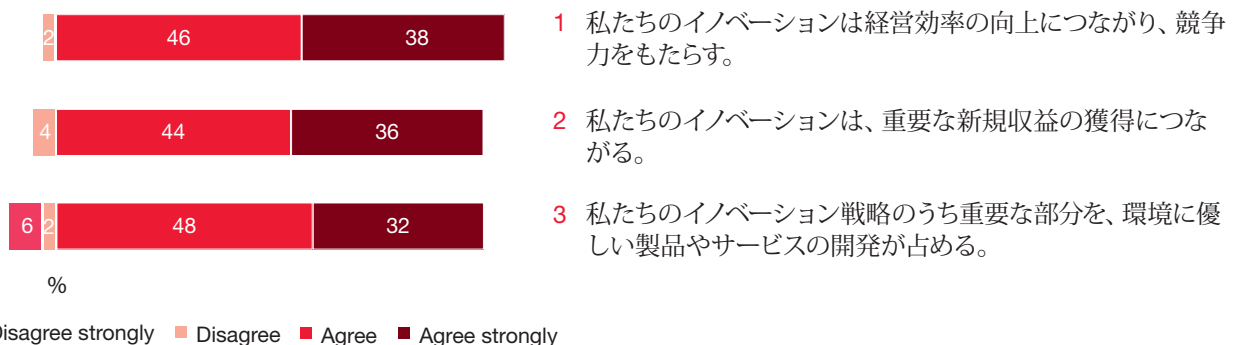 2 46 38
1 私たちのイノベーションは経営効率の向上につながり、競争
力をもたらす。
4 44 36
2 私たちのイノベーションは、重要な新規収益の獲得につな
がる。
6 2 48 32
3 私たちのイノベーション戦略のうち重要な部分を、環境に優
しい製品やサービスの開発が占める。
%
Disagree strongly Disagree Agree Agree strongly